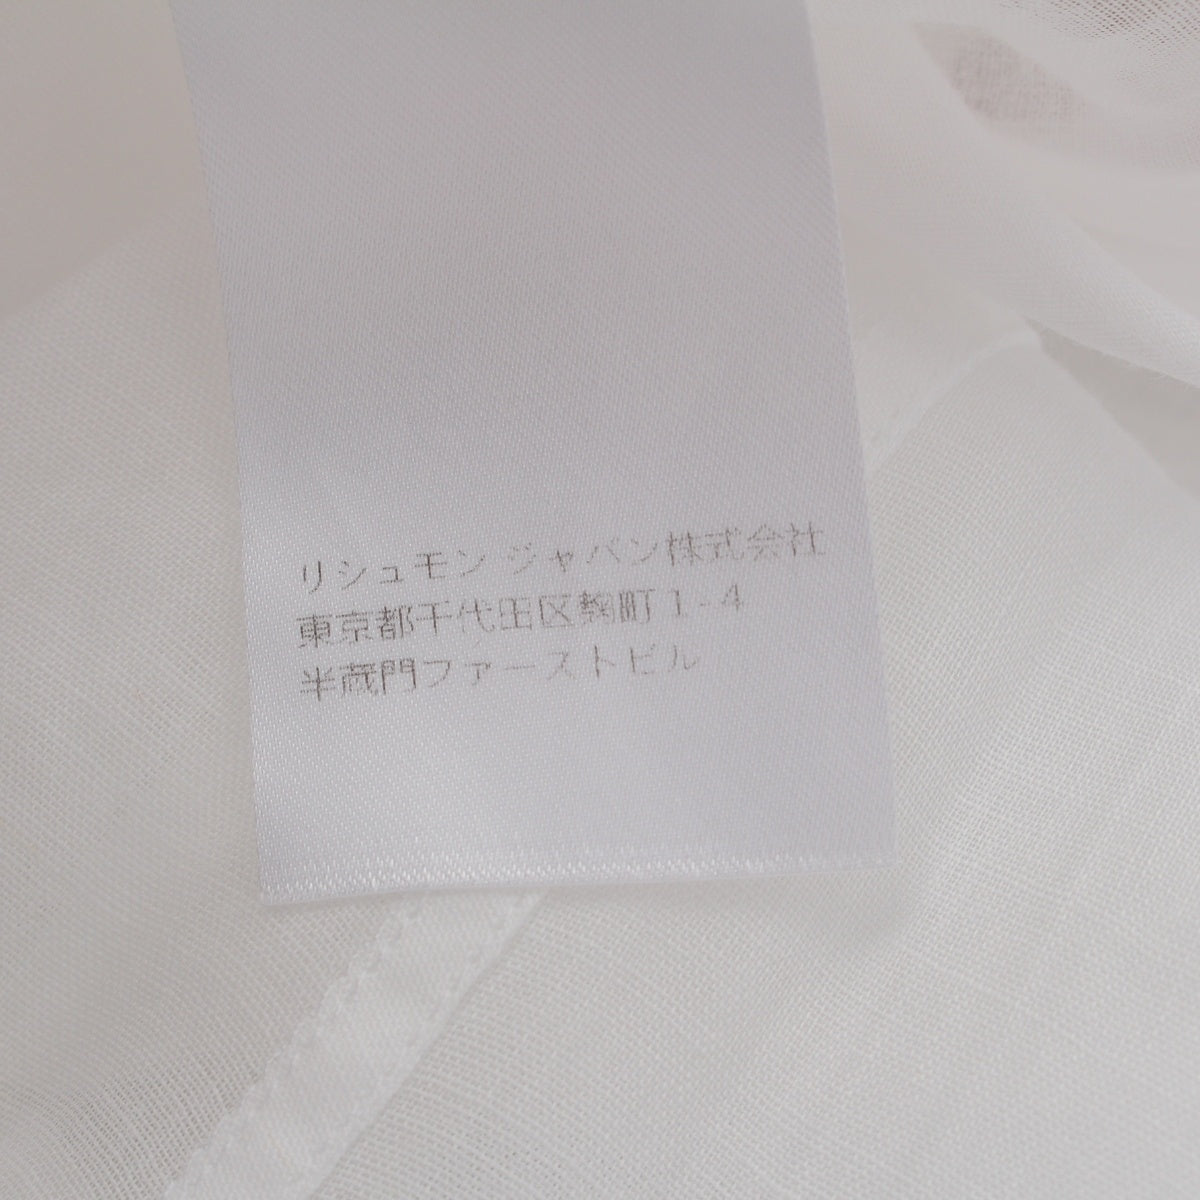 リシュモン ジャパン株式会社
東京都千代田区麹町1-4
半蔵門ファーストビル